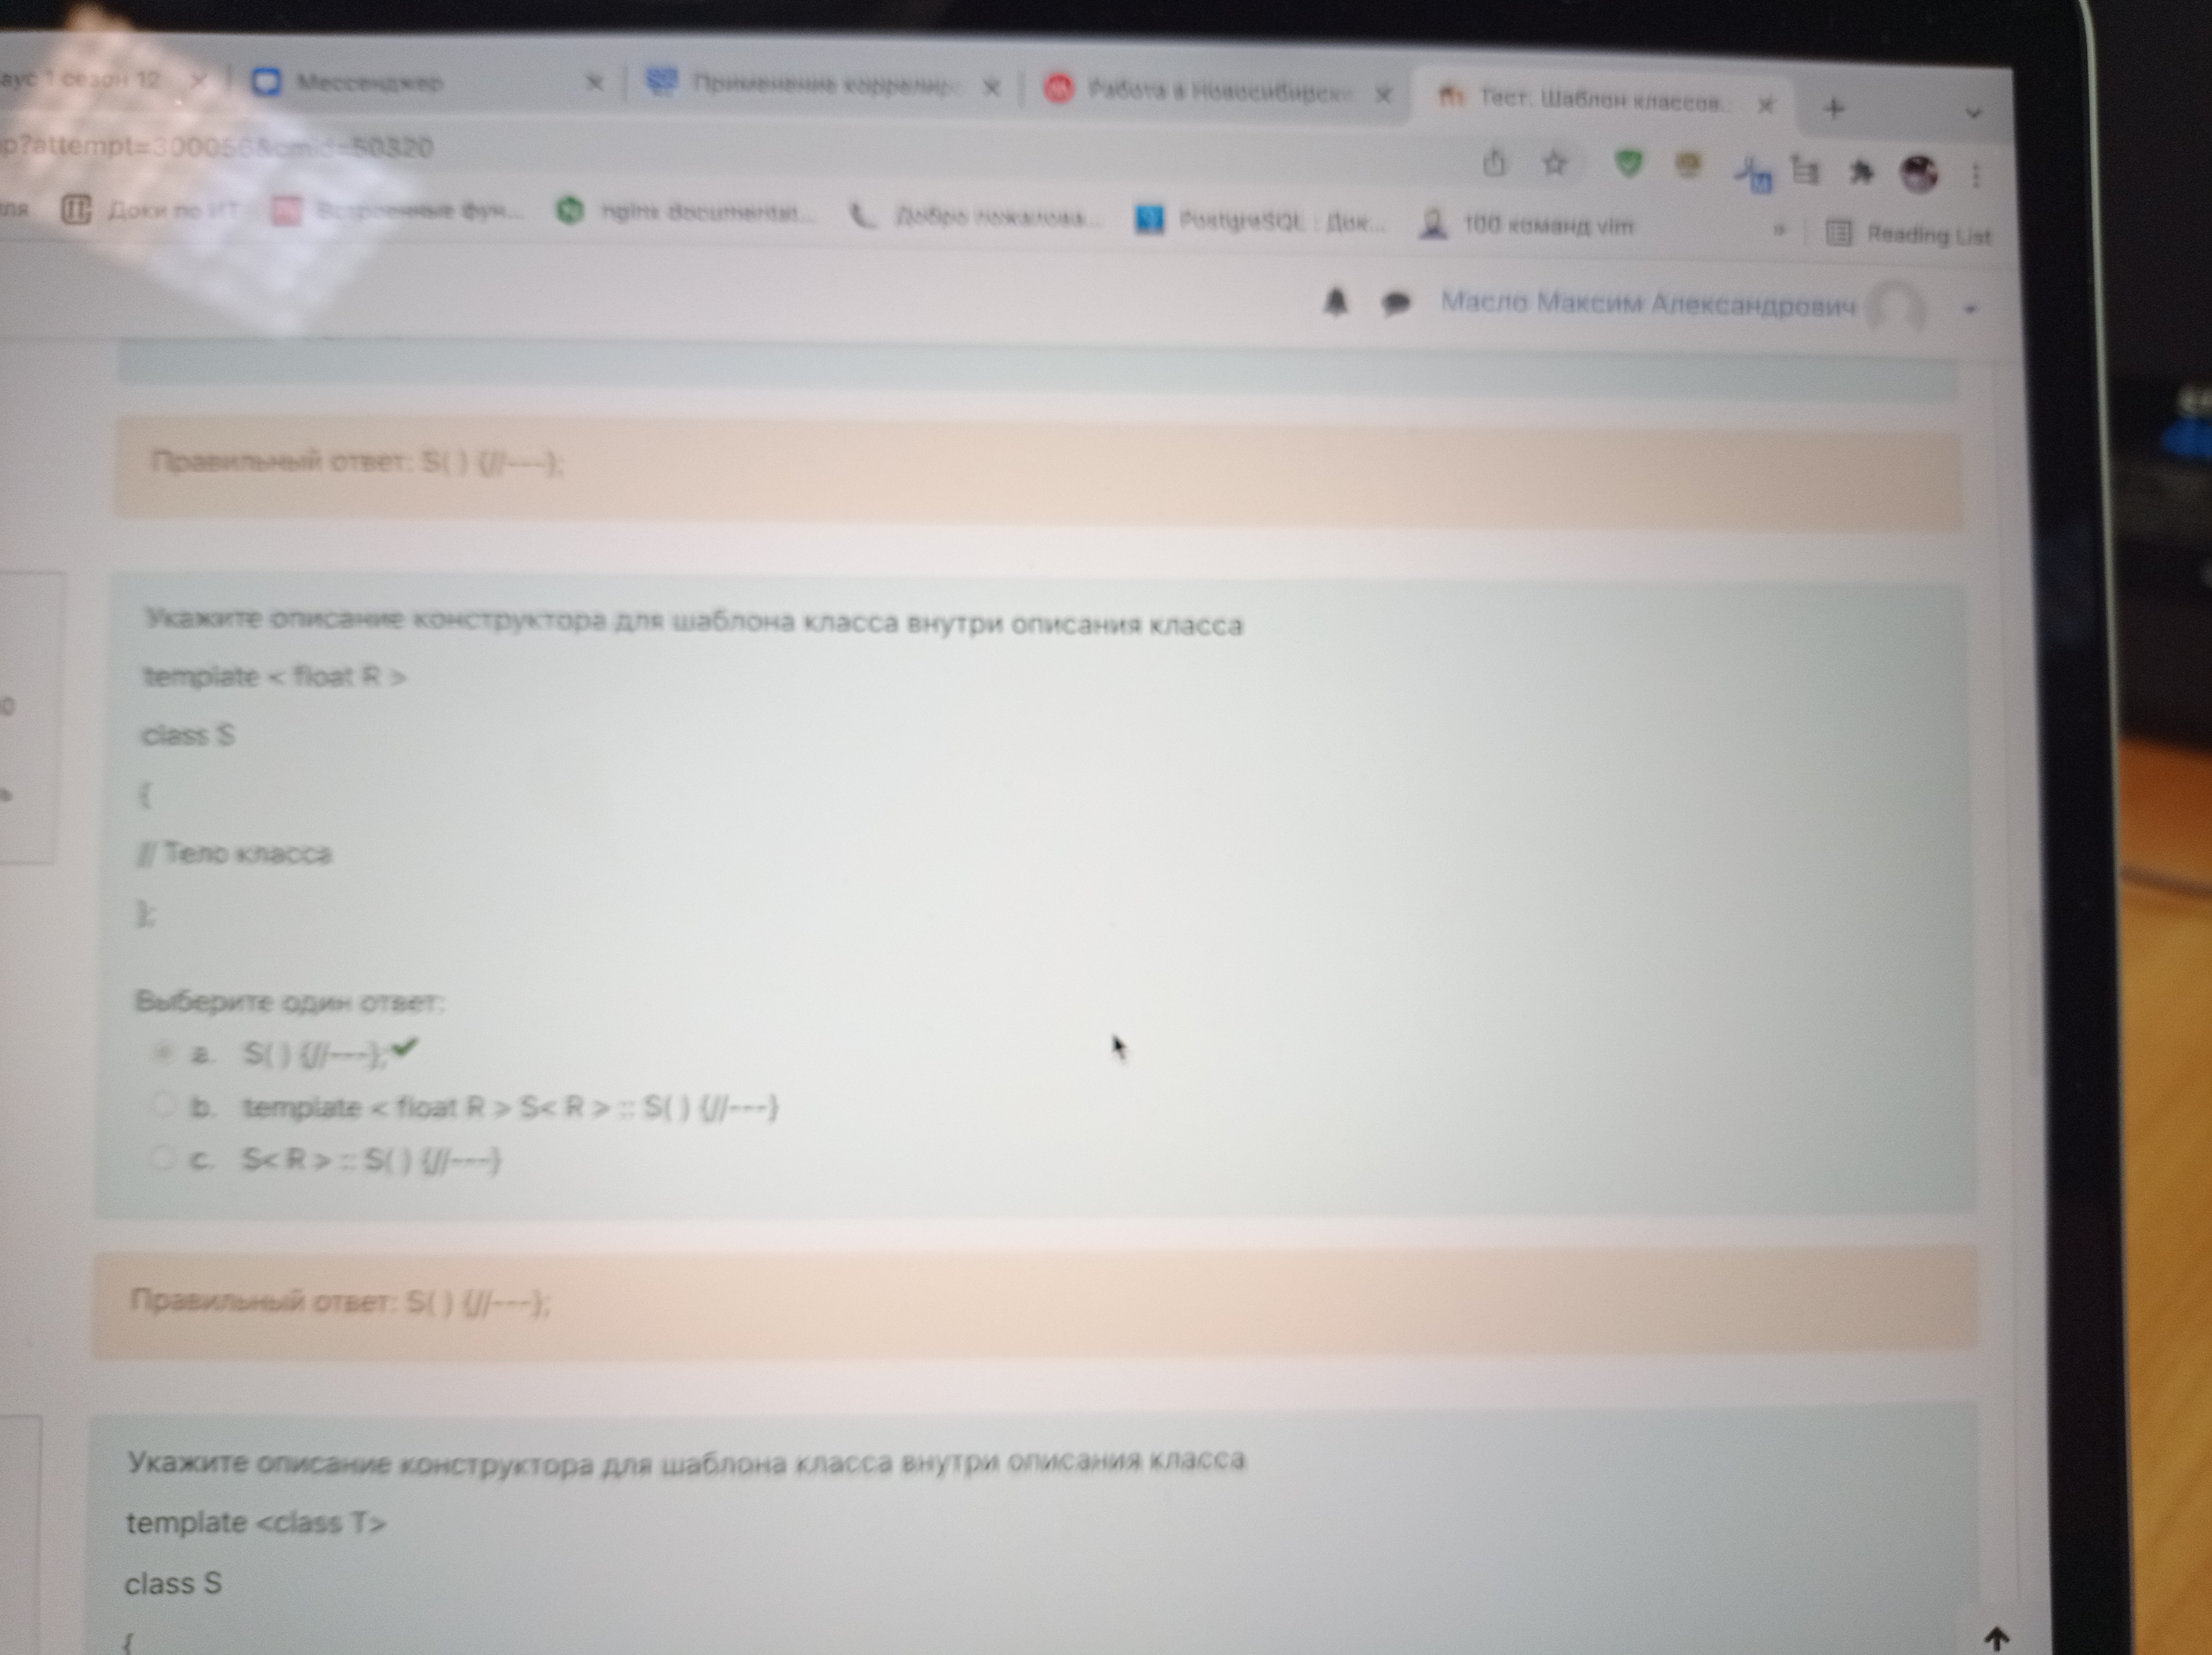 аус 1 сезон 12
Мессенджер
Применение коррелиро
Работа в Новосибирске
Тест: Шаблон классов.:
p?attempt=300056&cmid=50320
ля
Доки по ИТ
Встроенные фун...
nginx documentat...
Добро пожалова...
PostgreSQL : Док...
100 команд vim
»
Reading List
Масло Максим Александрович
Правильный ответ: S( ) {//---};
Укажите описание конструктора для шаблона класса внутри описания класса
template < float R >
class S
{
// Тело класса
};
Выберите один ответ:
a. S( ) {//---};
b. template < float R > S< R > :: S( ) {//---}
c. S< R > :: S( ) {//---}
Правильный ответ: S( ) {//---};
Укажите описание конструктора для шаблона класса внутри описания класса
template <class T>
class S
{